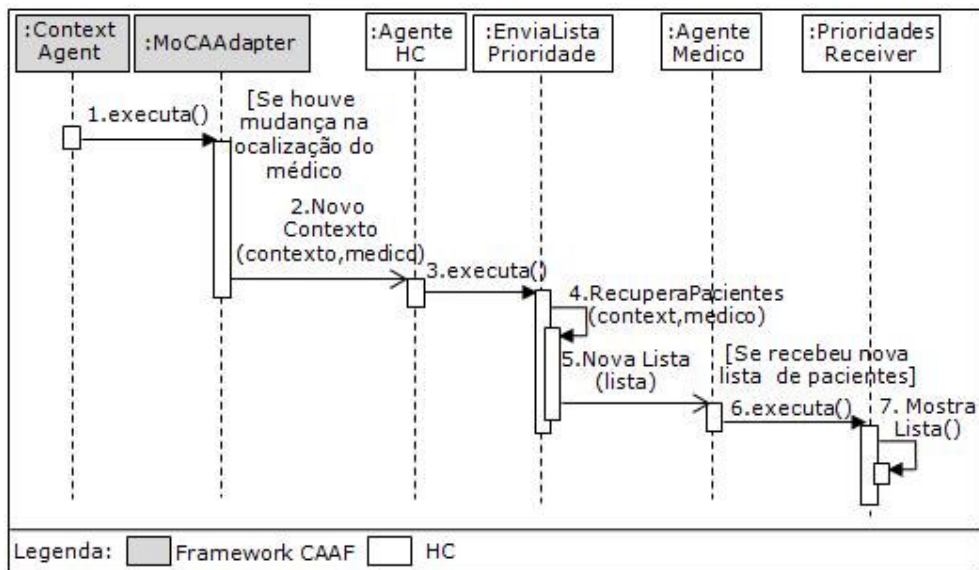 :Context
Agent
:MoCAAdapter
:Agente
HC
:EnviaLista
Prioridade
:Agente
Medico
:Prioridades
Receiver
1.executa()
[Se houve
mudança na
ocalização do
médico
2.Novo
Contexto
(contexto,medico)
3.executa()
4.RecuperaPacientes
(context,medico)
5.Nova Lista
(lista)
[Se recebeu nova
lista de pacientes]
6.executa()
7. Mostra
Lista()
Legenda:
Framework CAAF
HC